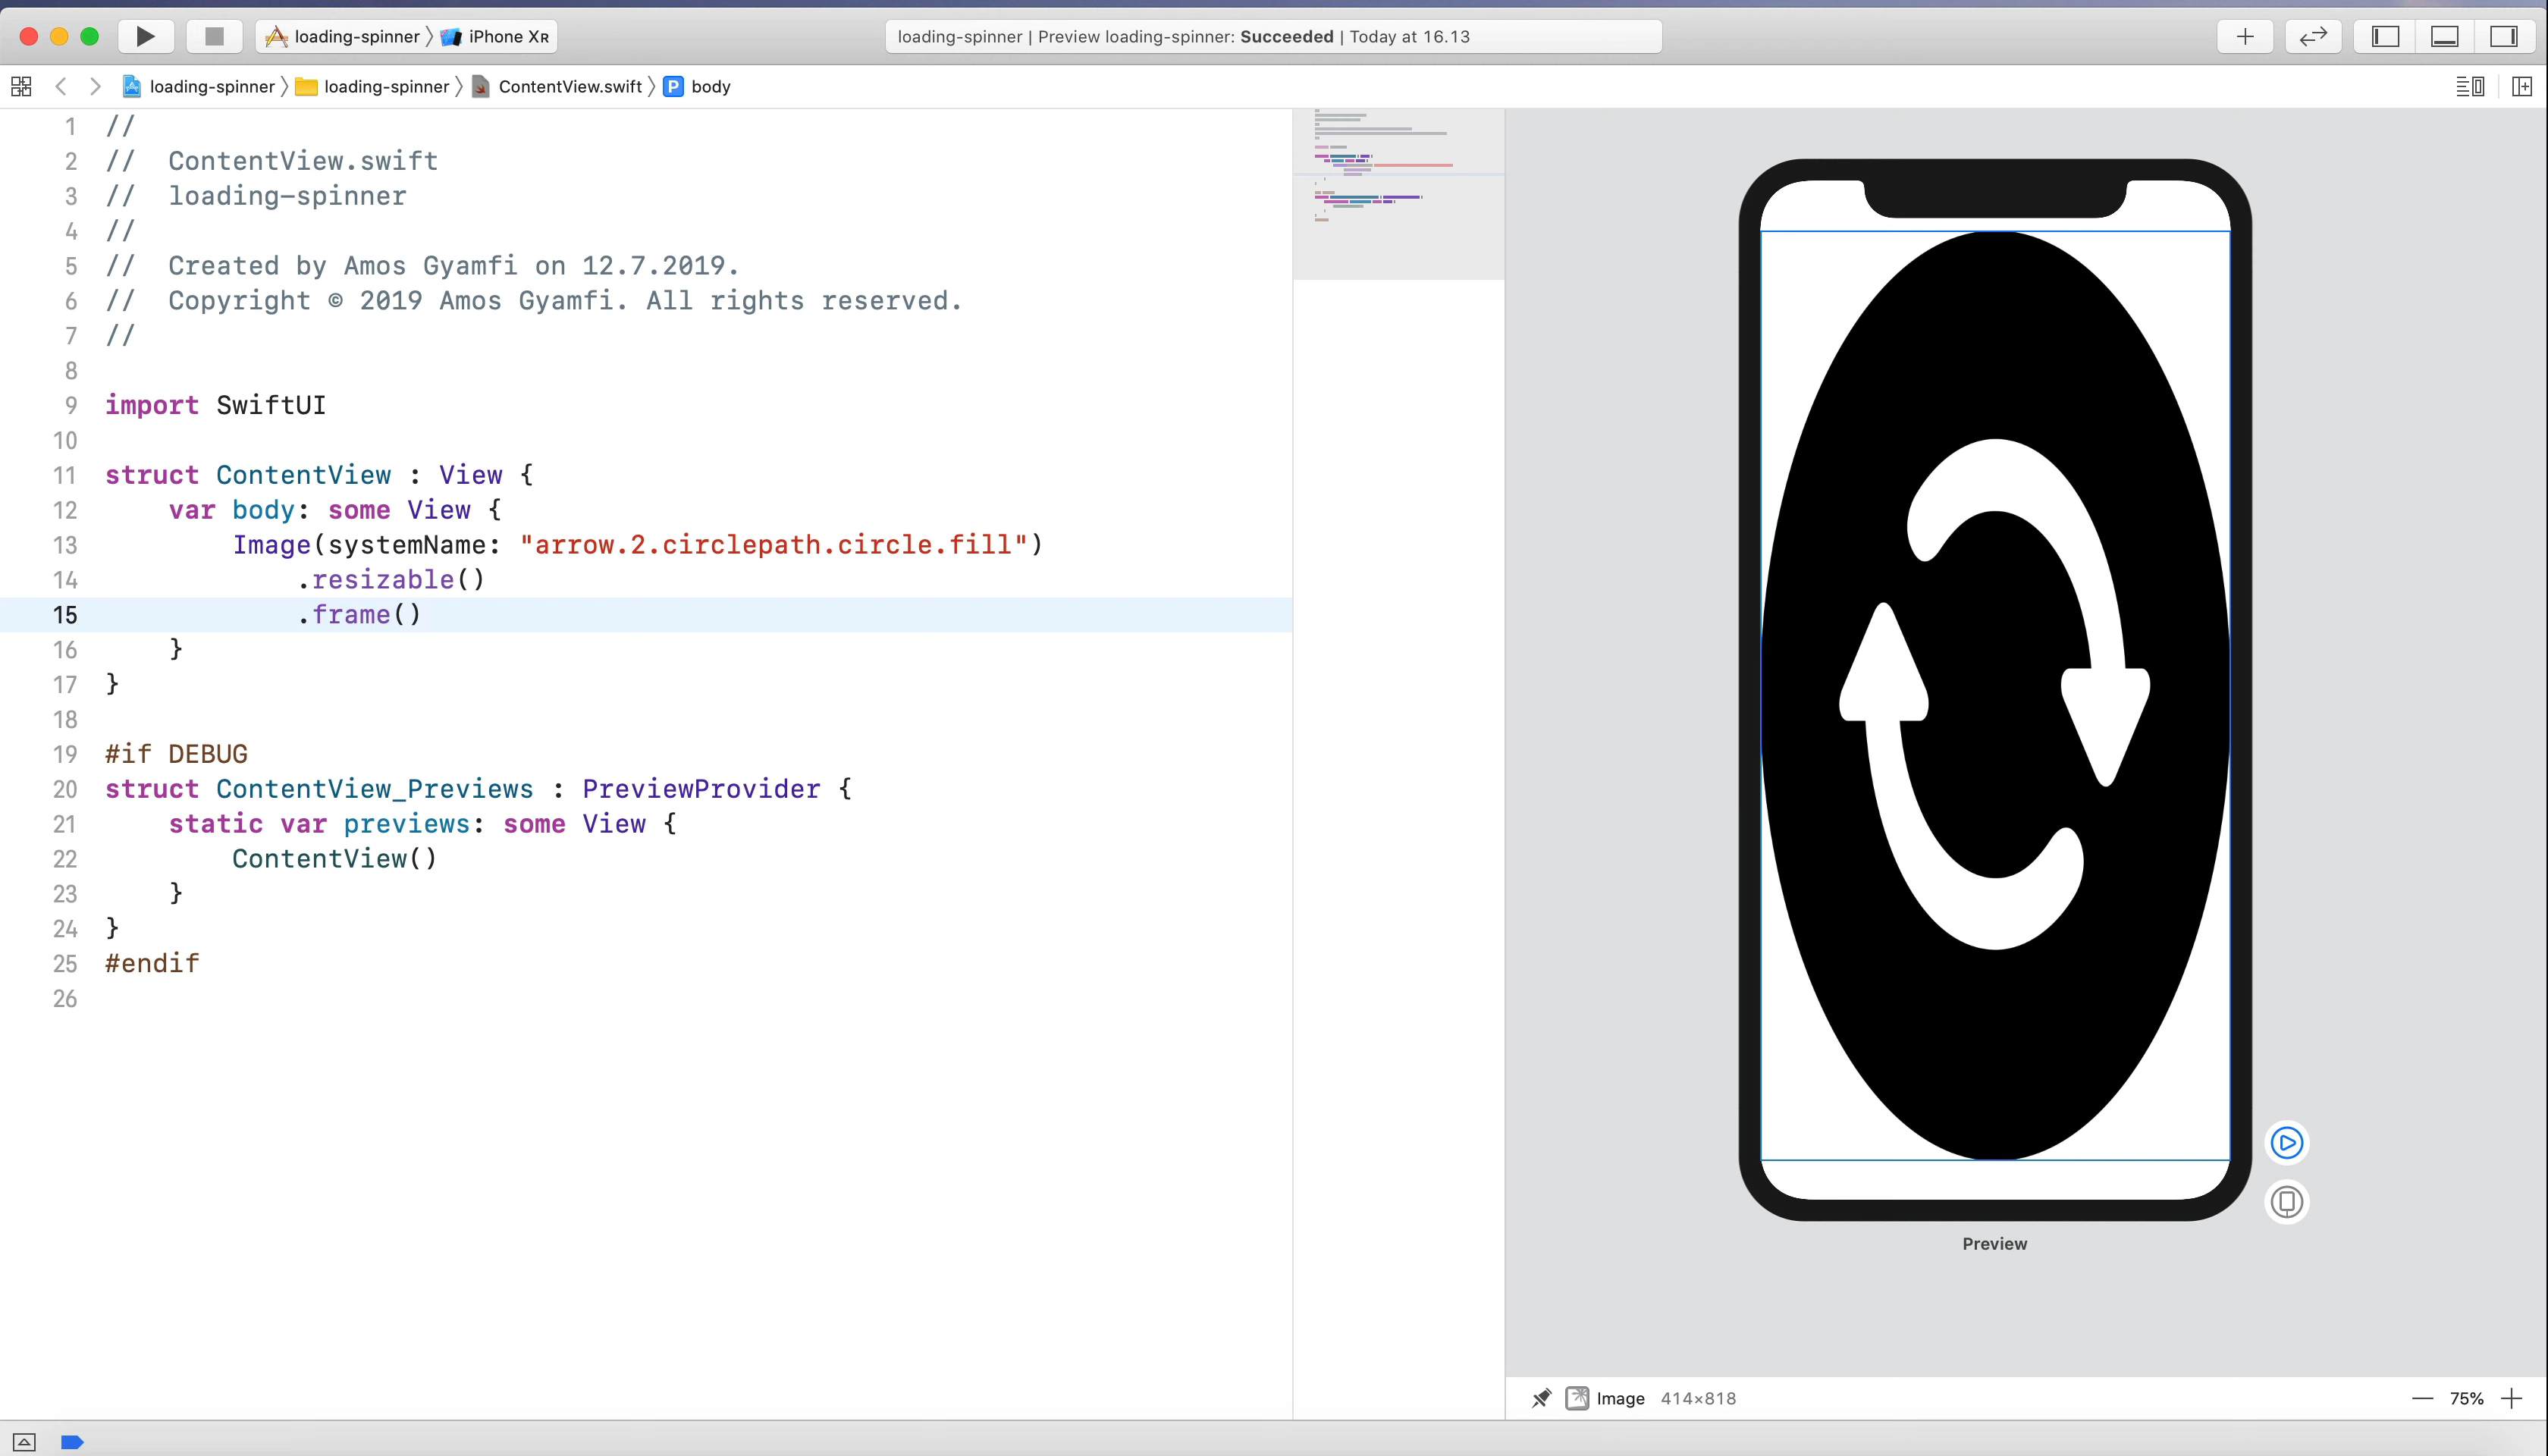 loading-spinner 〉 iPhone Xʀ
loading-spinner | Preview loading-spinner: Succeeded | Today at 16.13
loading-spinner 〉 loading-spinner 〉 ContentView.swift 〉 P body
1 //
2 //  ContentView.swift
3 //  loading-spinner
4 //
5 //  Created by Amos Gyamfi on 12.7.2019.
6 //  Copyright © 2019 Amos Gyamfi. All rights reserved.
7 //
8
9 import SwiftUI
10
11 struct ContentView : View {
12     var body: some View {
13         Image(systemName: "arrow.2.circlepath.circle.fill")
14             .resizable()
15             .frame()
16     }
17 }
18
19 #if DEBUG
20 struct ContentView_Previews : PreviewProvider {
21     static var previews: some View {
22         ContentView()
23     }
24 }
25 #endif
26
Preview
Image 414×818
75%